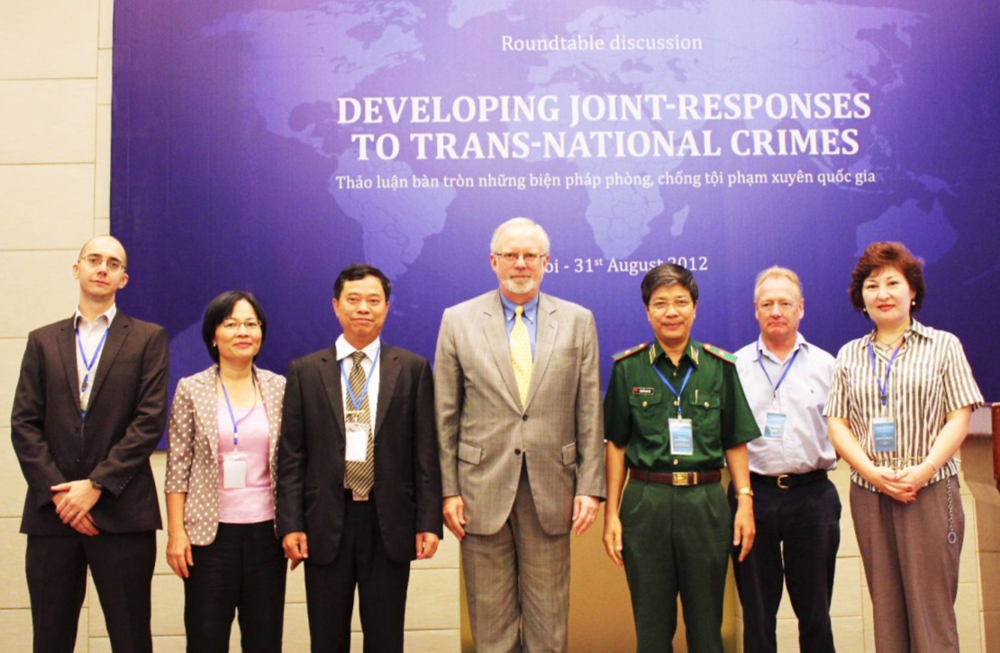 Roundtable discussion
DEVELOPING JOINT-RESPONSES
TO TRANS-NATIONAL CRIMES
Thảo luận bàn tròn những biện pháp phòng, chống tội phạm xuyên quốc gia
oi - 31st August 2012